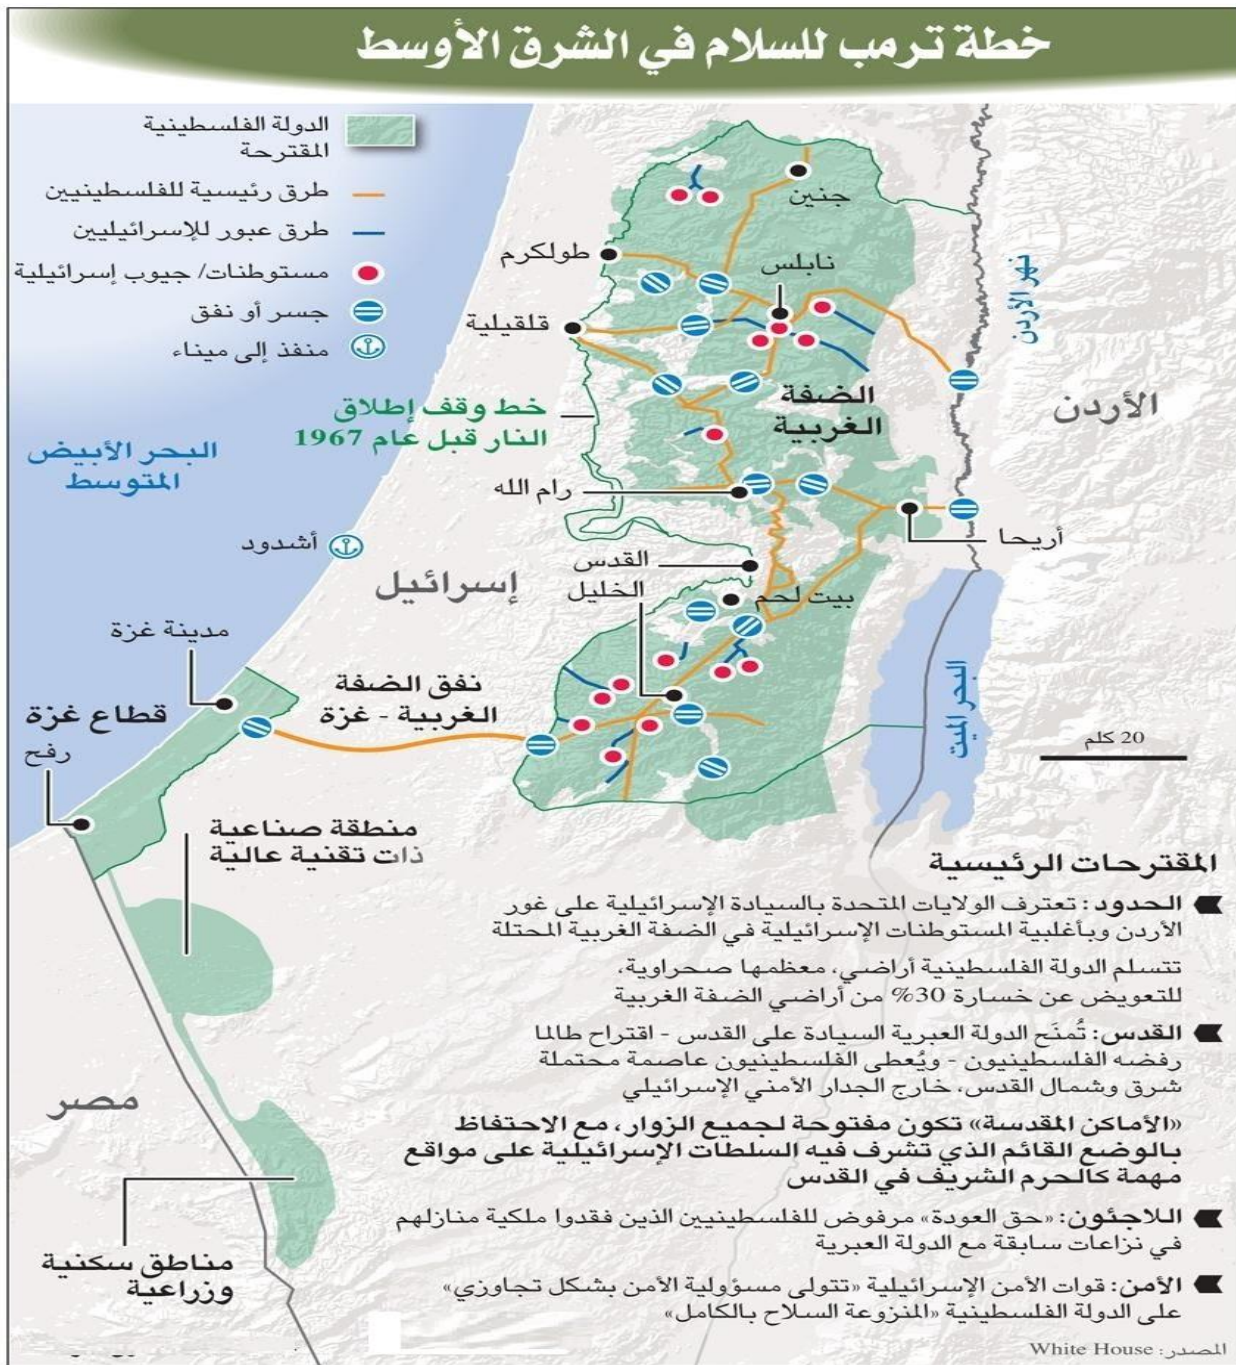 خطة ترمب للسلام في الشرق الأوسط
الدولة الفلسطينية
المقترحة
طرق رئيسية للفلسطينيين
طرق عبور للإسرائيليين
مستوطنات/ جيوب إسرائيلية
جسر أو نفق
منفذ إلى ميناء
جنين
طولكرم
نابلس
قلقيلية
نهر الأردن
الأردن
الضفة
الغربية
خط وقف إطلاق
النار قبل عام 1967
البحر الأبيض
المتوسط
رام الله
أريحا
أشدود
إسرائيل
القدس
الخليل
بيت لحم
مدينة غزة
قطاع غزة
رفح
نفق الضفة
الغربية - غزة
البحر الميت
20 كلم
منطقة صناعية
ذات تقنية عالية
مصر
مناطق سكنية
وزراعية
المقترحات الرئيسية
الحدود: تعترف الولايات المتحدة بالسيادة الإسرائيلية على غور
الأردن وبأغلبية المستوطنات الإسرائيلية في الضفة الغربية المحتلة
تتسلم الدولة الفلسطينية أراضي، معظمها صحراوية،
للتعويض عن خسارة 30% من أراضي الضفة الغربية
القدس: تُمنَح الدولة العبرية السيادة على القدس - اقتراح طالما
رفضه الفلسطينيون - ويُعطى الفلسطينيون عاصمة محتملة
شرق وشمال القدس، خارج الجدار الأمني الإسرائيلي
«الأماكن المقدسة» تكون مفتوحة لجميع الزوار، مع الاحتفاظ
بالوضع القائم الذي تشرف فيه السلطات الإسرائيلية على مواقع
مهمة كالحرم الشريف في القدس
اللاجئون: «حق العودة» مرفوض للفلسطينيين الذين فقدوا ملكية منازلهم
في نزاعات سابقة مع الدولة العبرية
الأمن: قوات الأمن الإسرائيلية «تتولى مسؤولية الأمن بشكل تجاوزي»
على الدولة الفلسطينية «المنزوعة السلاح بالكامل»
المصدر: White House